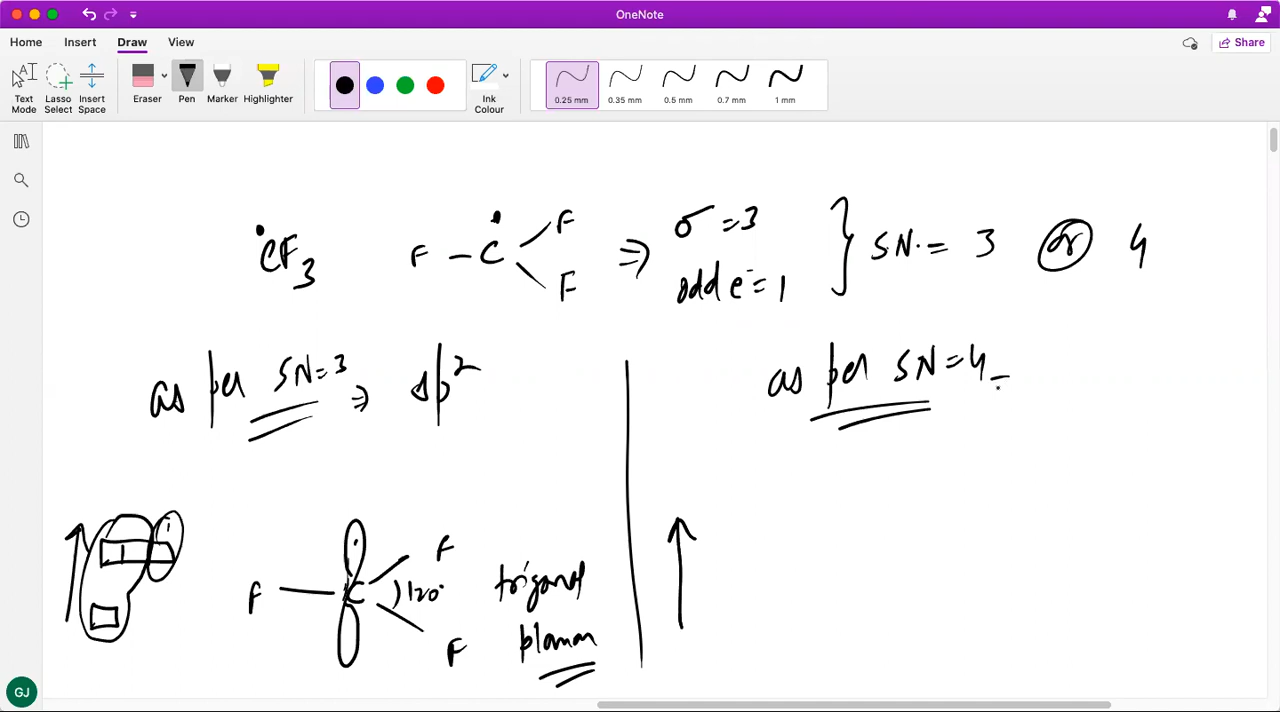 OneNote
Home Insert Draw View
Share
Text Mode
Lasso Select
Insert Space
Eraser
Pen
Marker
Highlighter
Ink Colour
0.25 mm
0.35 mm
0.5 mm
0.7 mm
1 mm
•CF₃
F – C
F
F
⇒ σ = 3
odd e⁻ = 1
} S.N. = 3 or 4
as per SN=3 ⇒ sp²
as per SN=4
F
C
F
F
120°
trigonal
planar
GJ